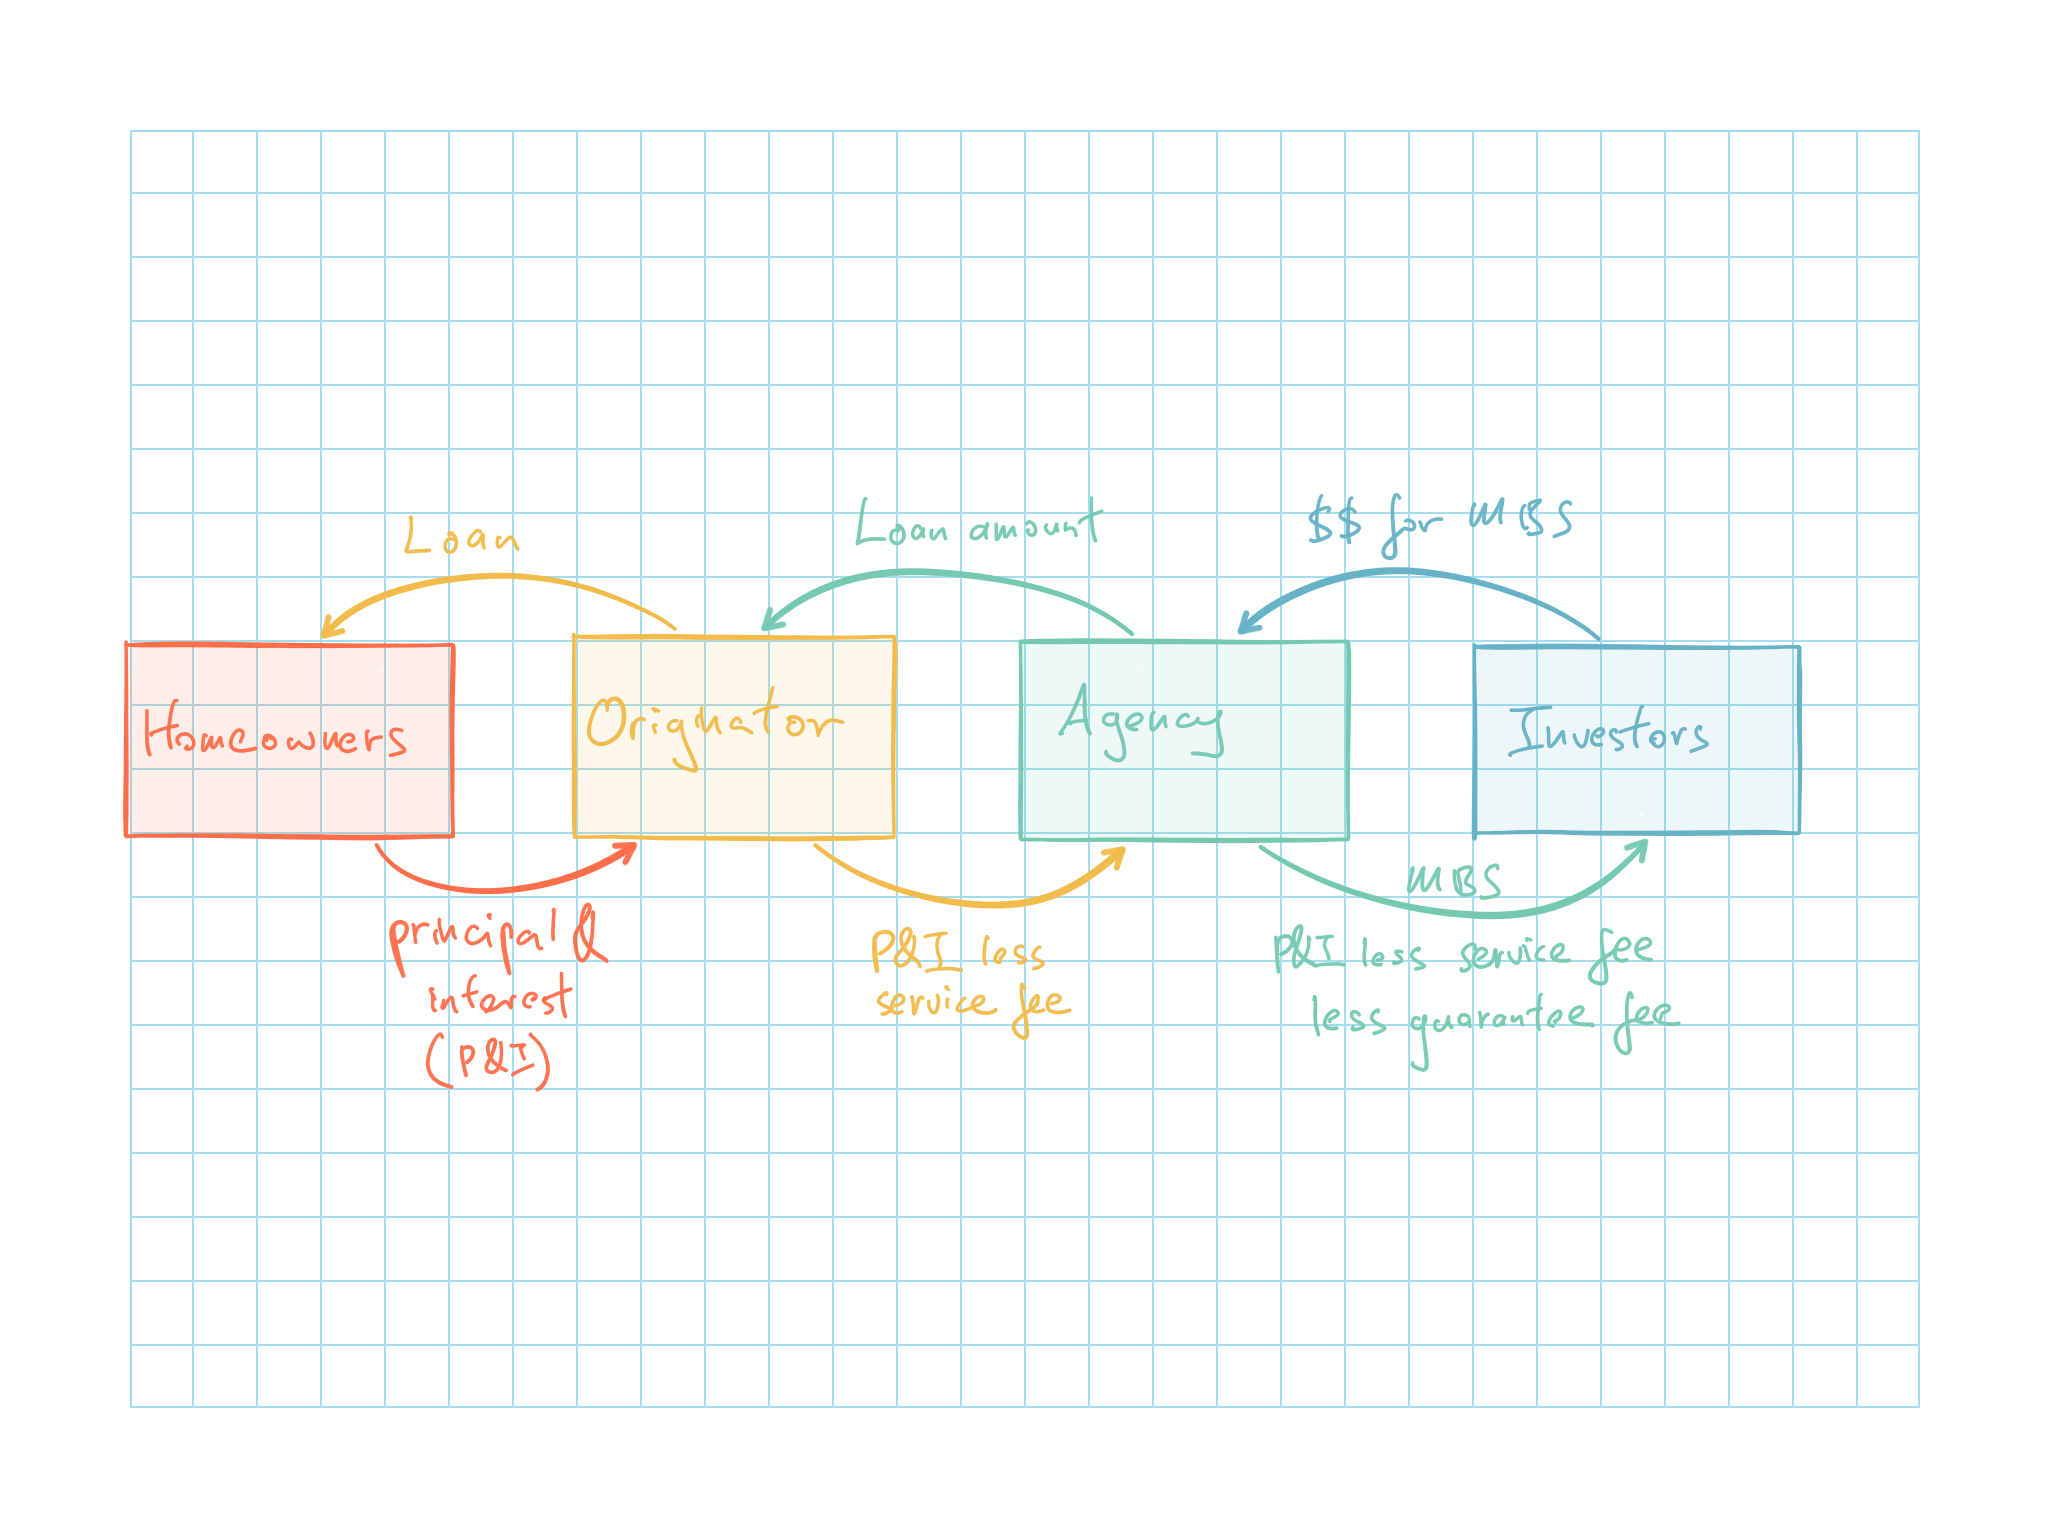 Loan
Loan amount
$$ for MBS
Homeowners
Originator
Agency
Investors
MBS
principal &
interest
(P&I)
P&I less
service fee
P&I less service fee
less guarantee fee